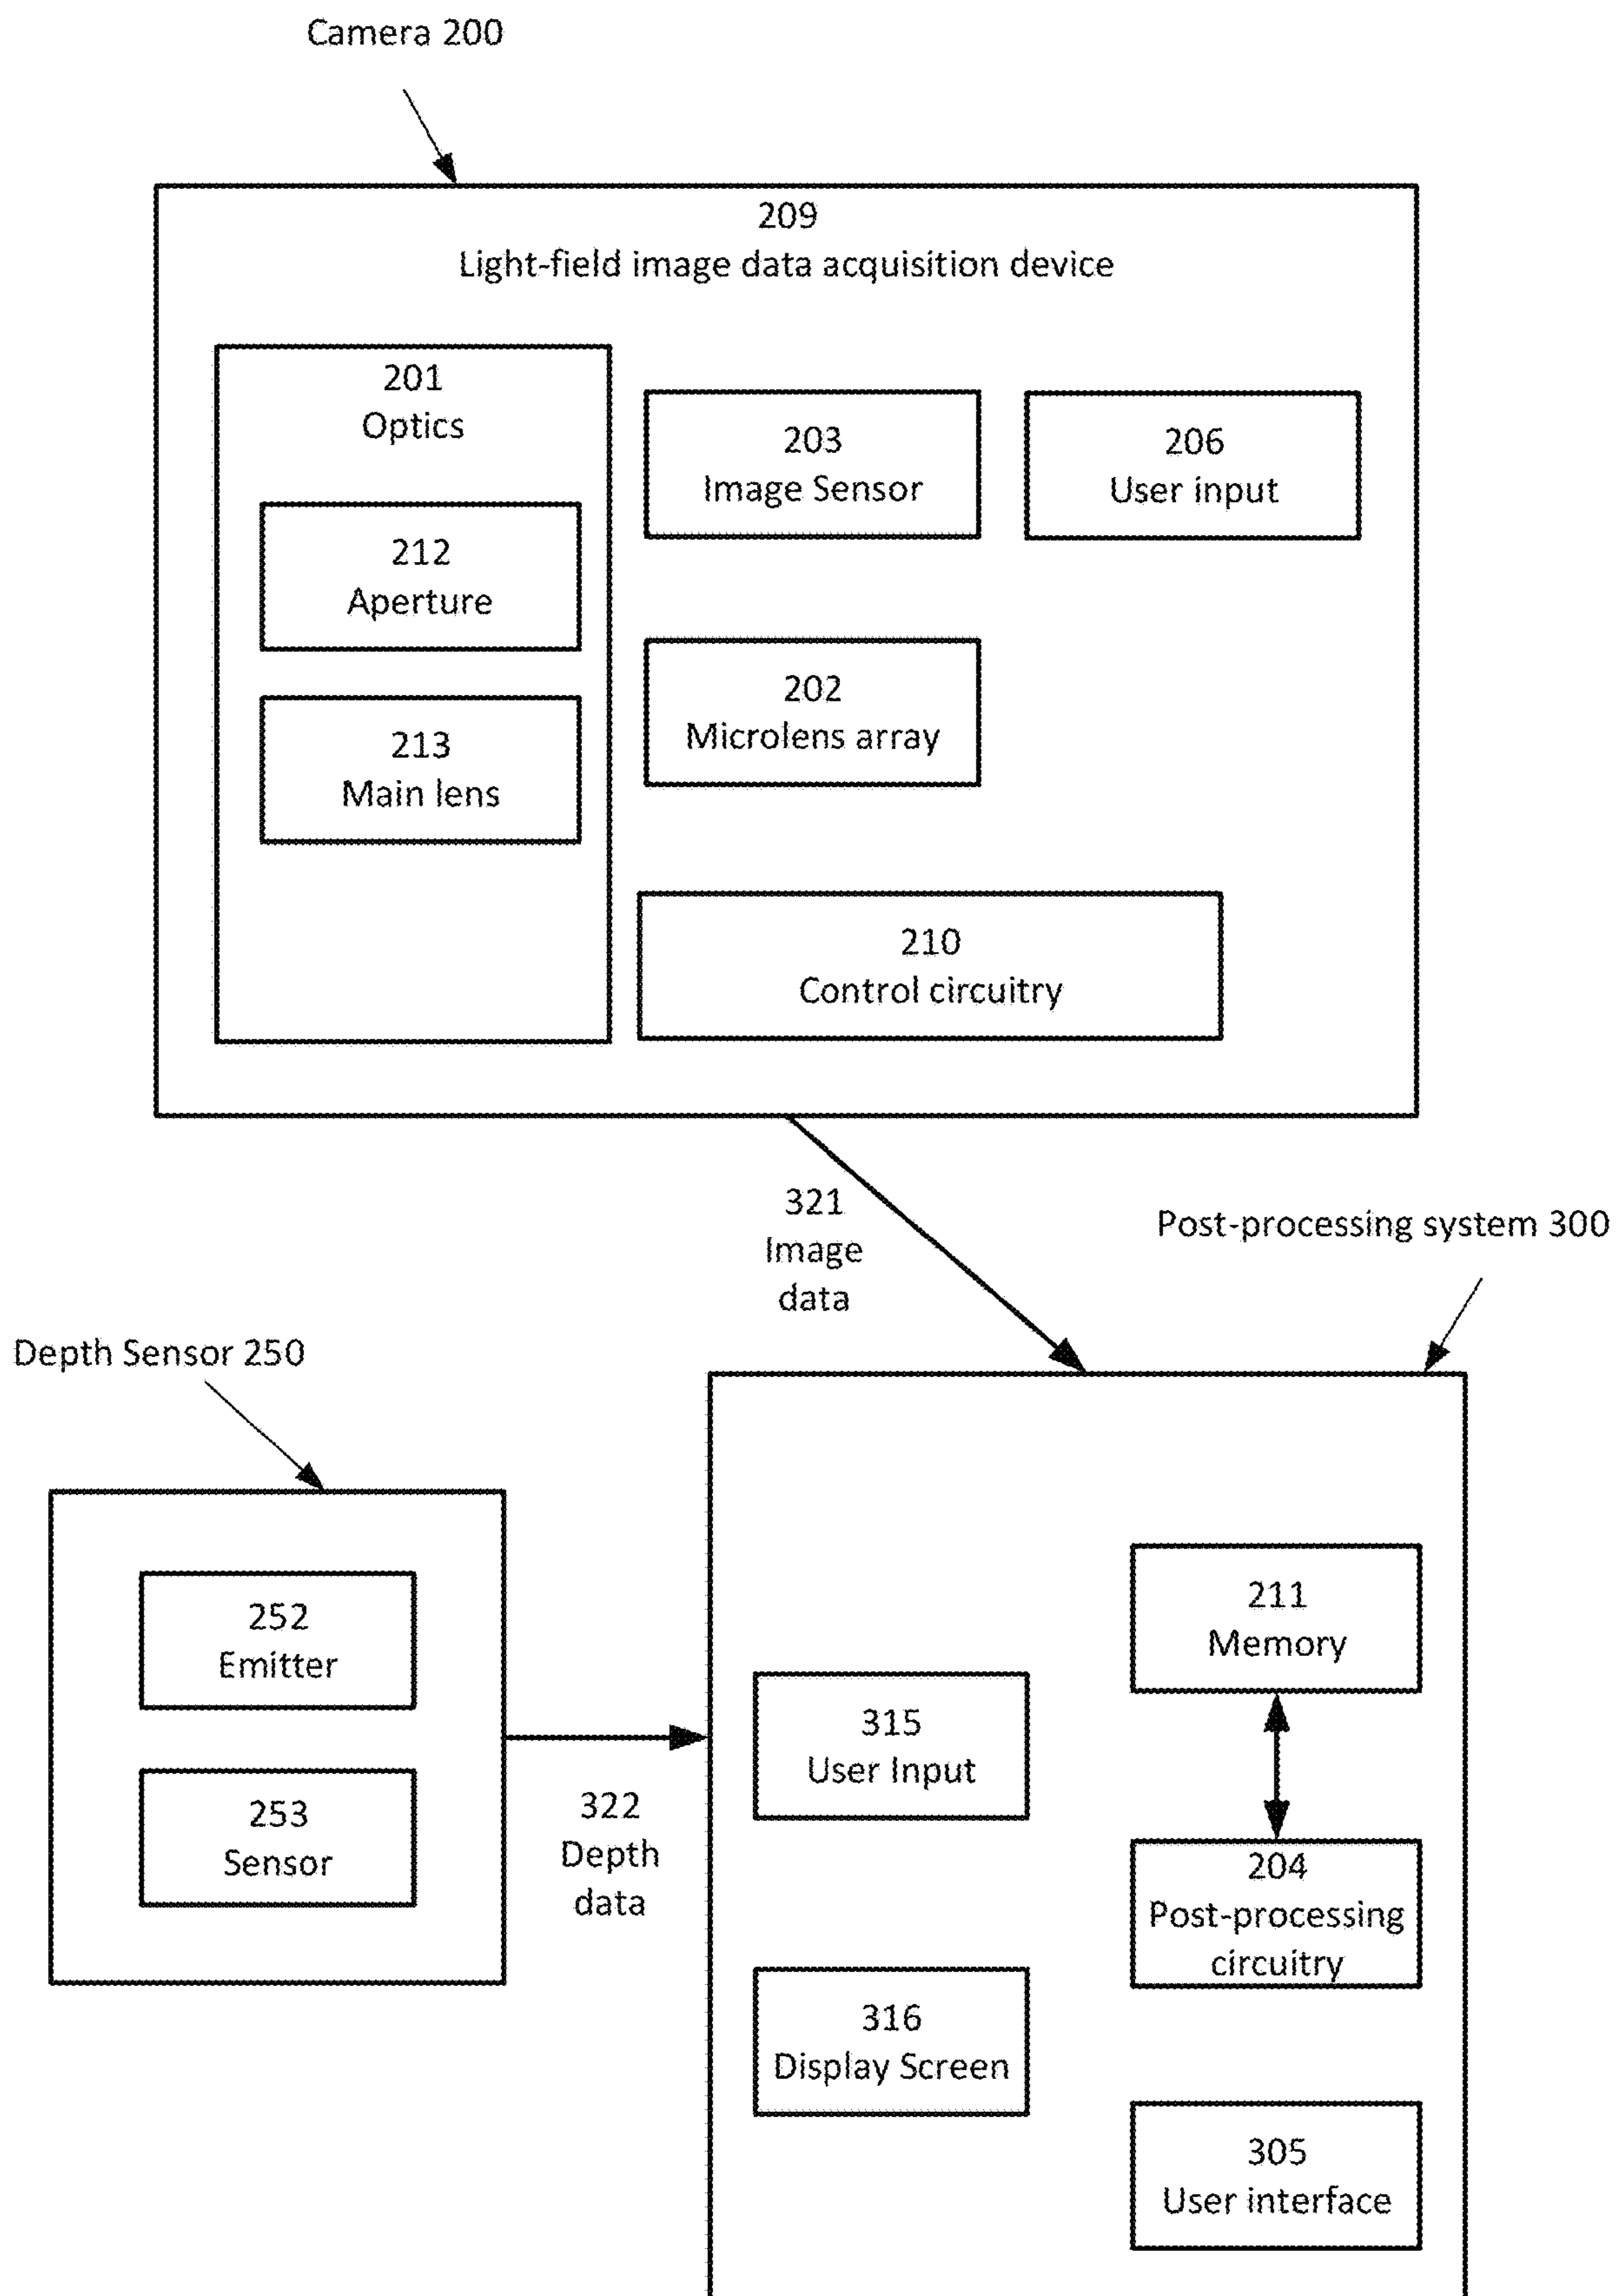 Camera 200
209
Light-field image data acquisition device
201
Optics
212
Aperture
213
Main lens
203
Image Sensor
206
User input
202
Microlens array
210
Control circuitry
321
Image
data
Post-processing system 300
Depth Sensor 250
252
Emitter
253
Sensor
322
Depth
data
315
User Input
316
Display Screen
211
Memory
204
Post-processing
circuitry
305
User interface